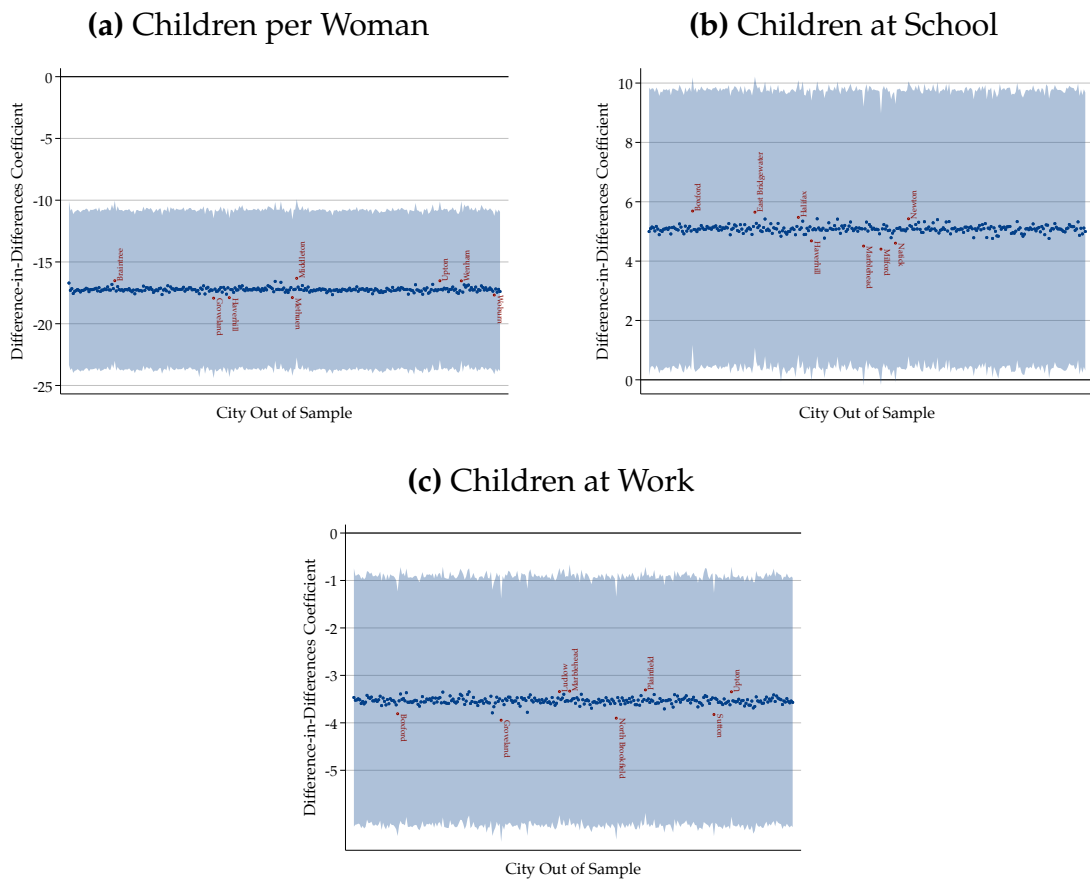 (a) Children per Woman
Difference-in-Differences Coefficient
0
-5
-10
-15
-20
-25
Braintree
Groveland
Haverhill
Methuen
Middleton
Upton
Wenham
Woburn
City Out of Sample
(b) Children at School
Difference-in-Differences Coefficient
10
8
6
4
2
0
Boxford
East Bridgewater
Halifax
Haverhill
Marblehead
Milford
Natick
Newton
City Out of Sample
(c) Children at Work
Difference-in-Differences Coefficient
0
-1
-2
-3
-4
-5
Boxford
Groveland
Ludlow
Marblehead
North Brookfield
Plainfield
Sutton
Upton
City Out of Sample